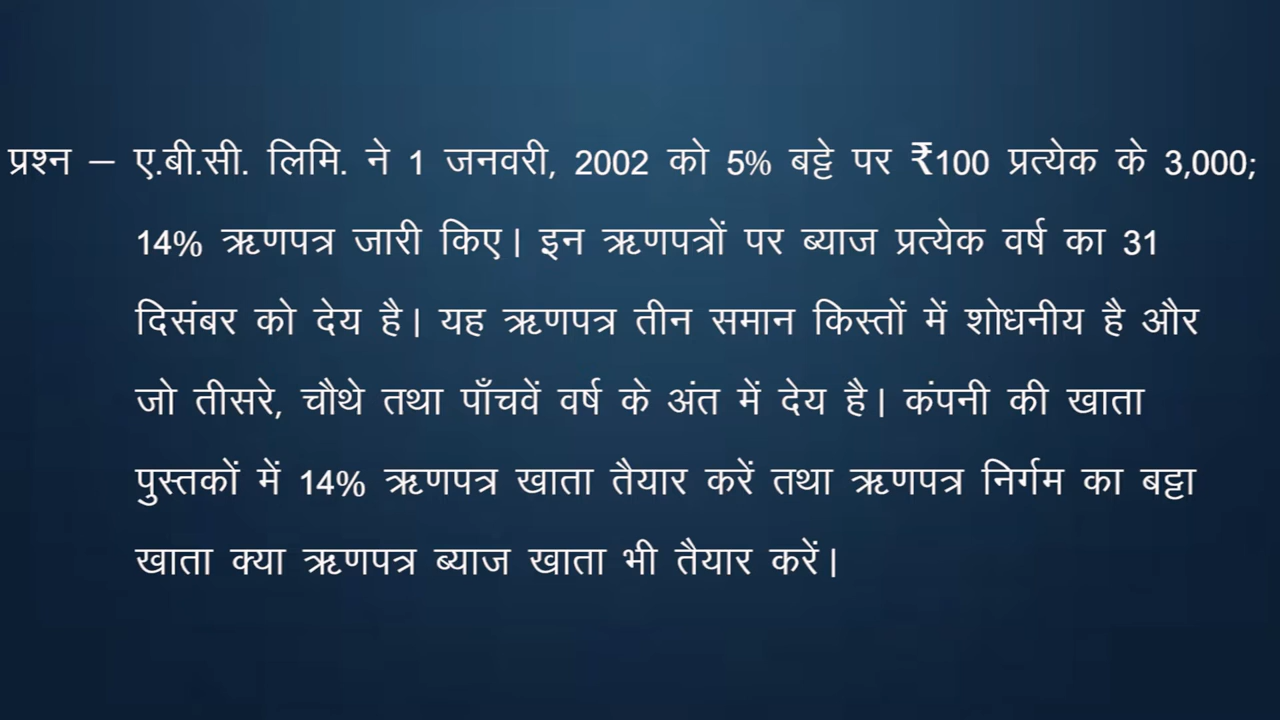 प्रश्न – ए.बी.सी. लिमि. ने 1 जनवरी, 2002 को 5% बट्टे पर ₹100 प्रत्येक के 3,000;
14% ऋणपत्र जारी किए। इन ऋणपत्रों पर ब्याज प्रत्येक वर्ष का 31
दिसंबर को देय है। यह ऋणपत्र तीन समान किस्तों में शोधनीय है और
जो तीसरे, चौथे तथा पाँचवें वर्ष के अंत में देय है। कंपनी की खाता
पुस्तकों में 14% ऋणपत्र खाता तैयार करें तथा ऋणपत्र निर्गम का बट्टा
खाता क्या ऋणपत्र ब्याज खाता भी तैयार करें।